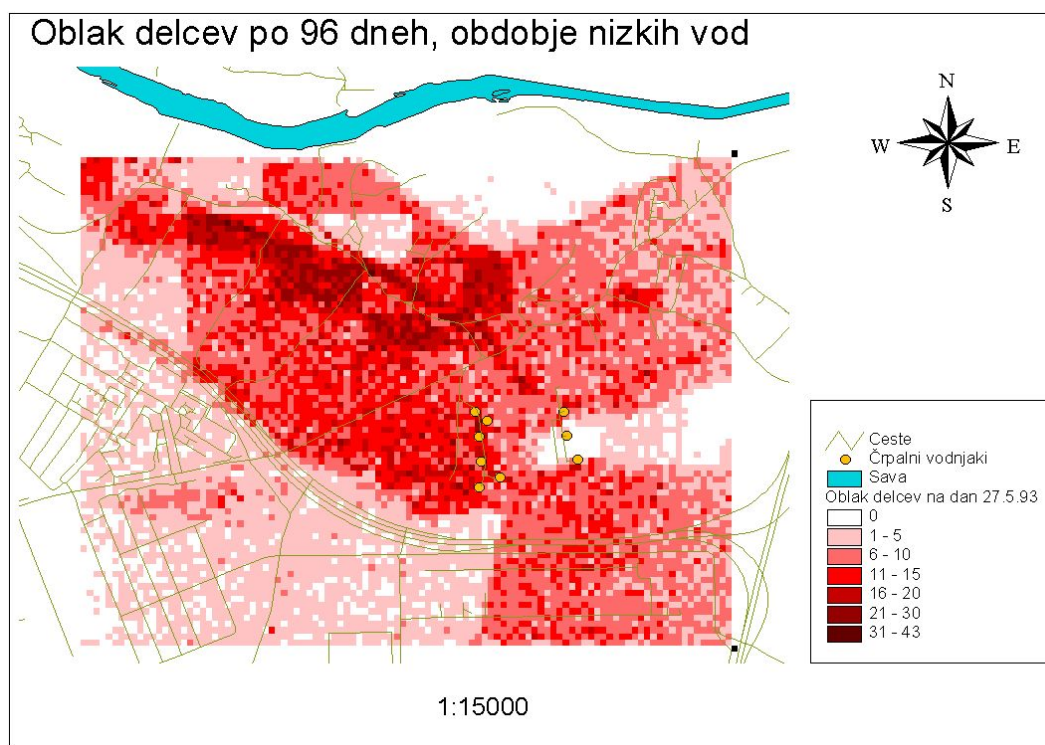 Oblak delcev po 96 dneh, obdobje nizkih vod
N
W E
S
Ceste
Črpalni vodnjaki
Sava
Oblak delcev na dan 27.5.93
0
1 - 5
6 - 10
11 - 15
16 - 20
21 - 30
31 - 43
1:15000